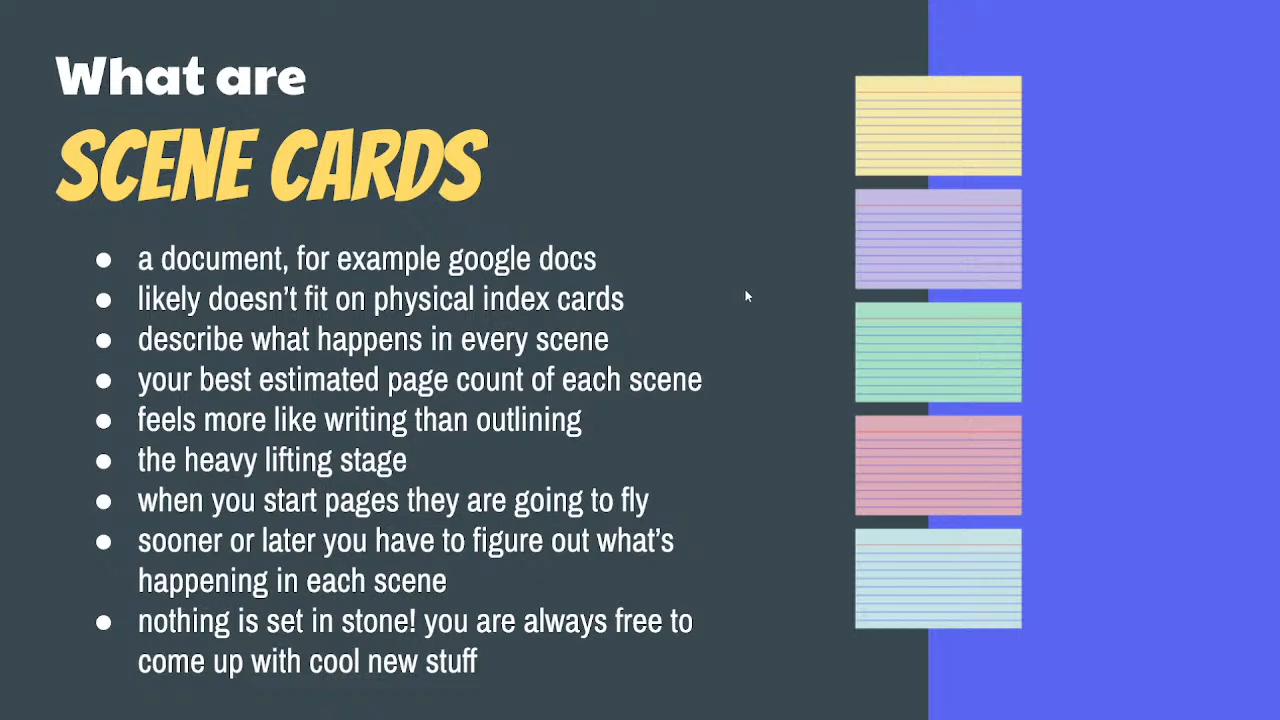 What are
SCENE CARDS
● a document, for example google docs
● likely doesn’t fit on physical index cards
● describe what happens in every scene
● your best estimated page count of each scene
● feels more like writing than outlining
● the heavy lifting stage
● when you start pages they are going to fly
● sooner or later you have to figure out what’s
happening in each scene
● nothing is set in stone! you are always free to
come up with cool new stuff